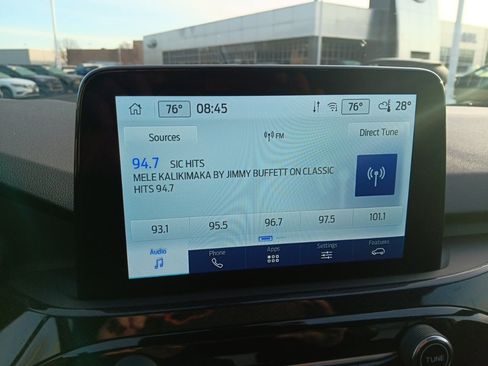 76° 08:45 76° 28°
Sources FM Direct Tune
94.7 SIC HITS
MELE KALIKIMAKA BY JIMMY BUFFETT ON CLASSIC
HITS 94.7
93.1 95.5 96.7 97.5 101.1
Audio Phone Apps Settings Features
TUNE